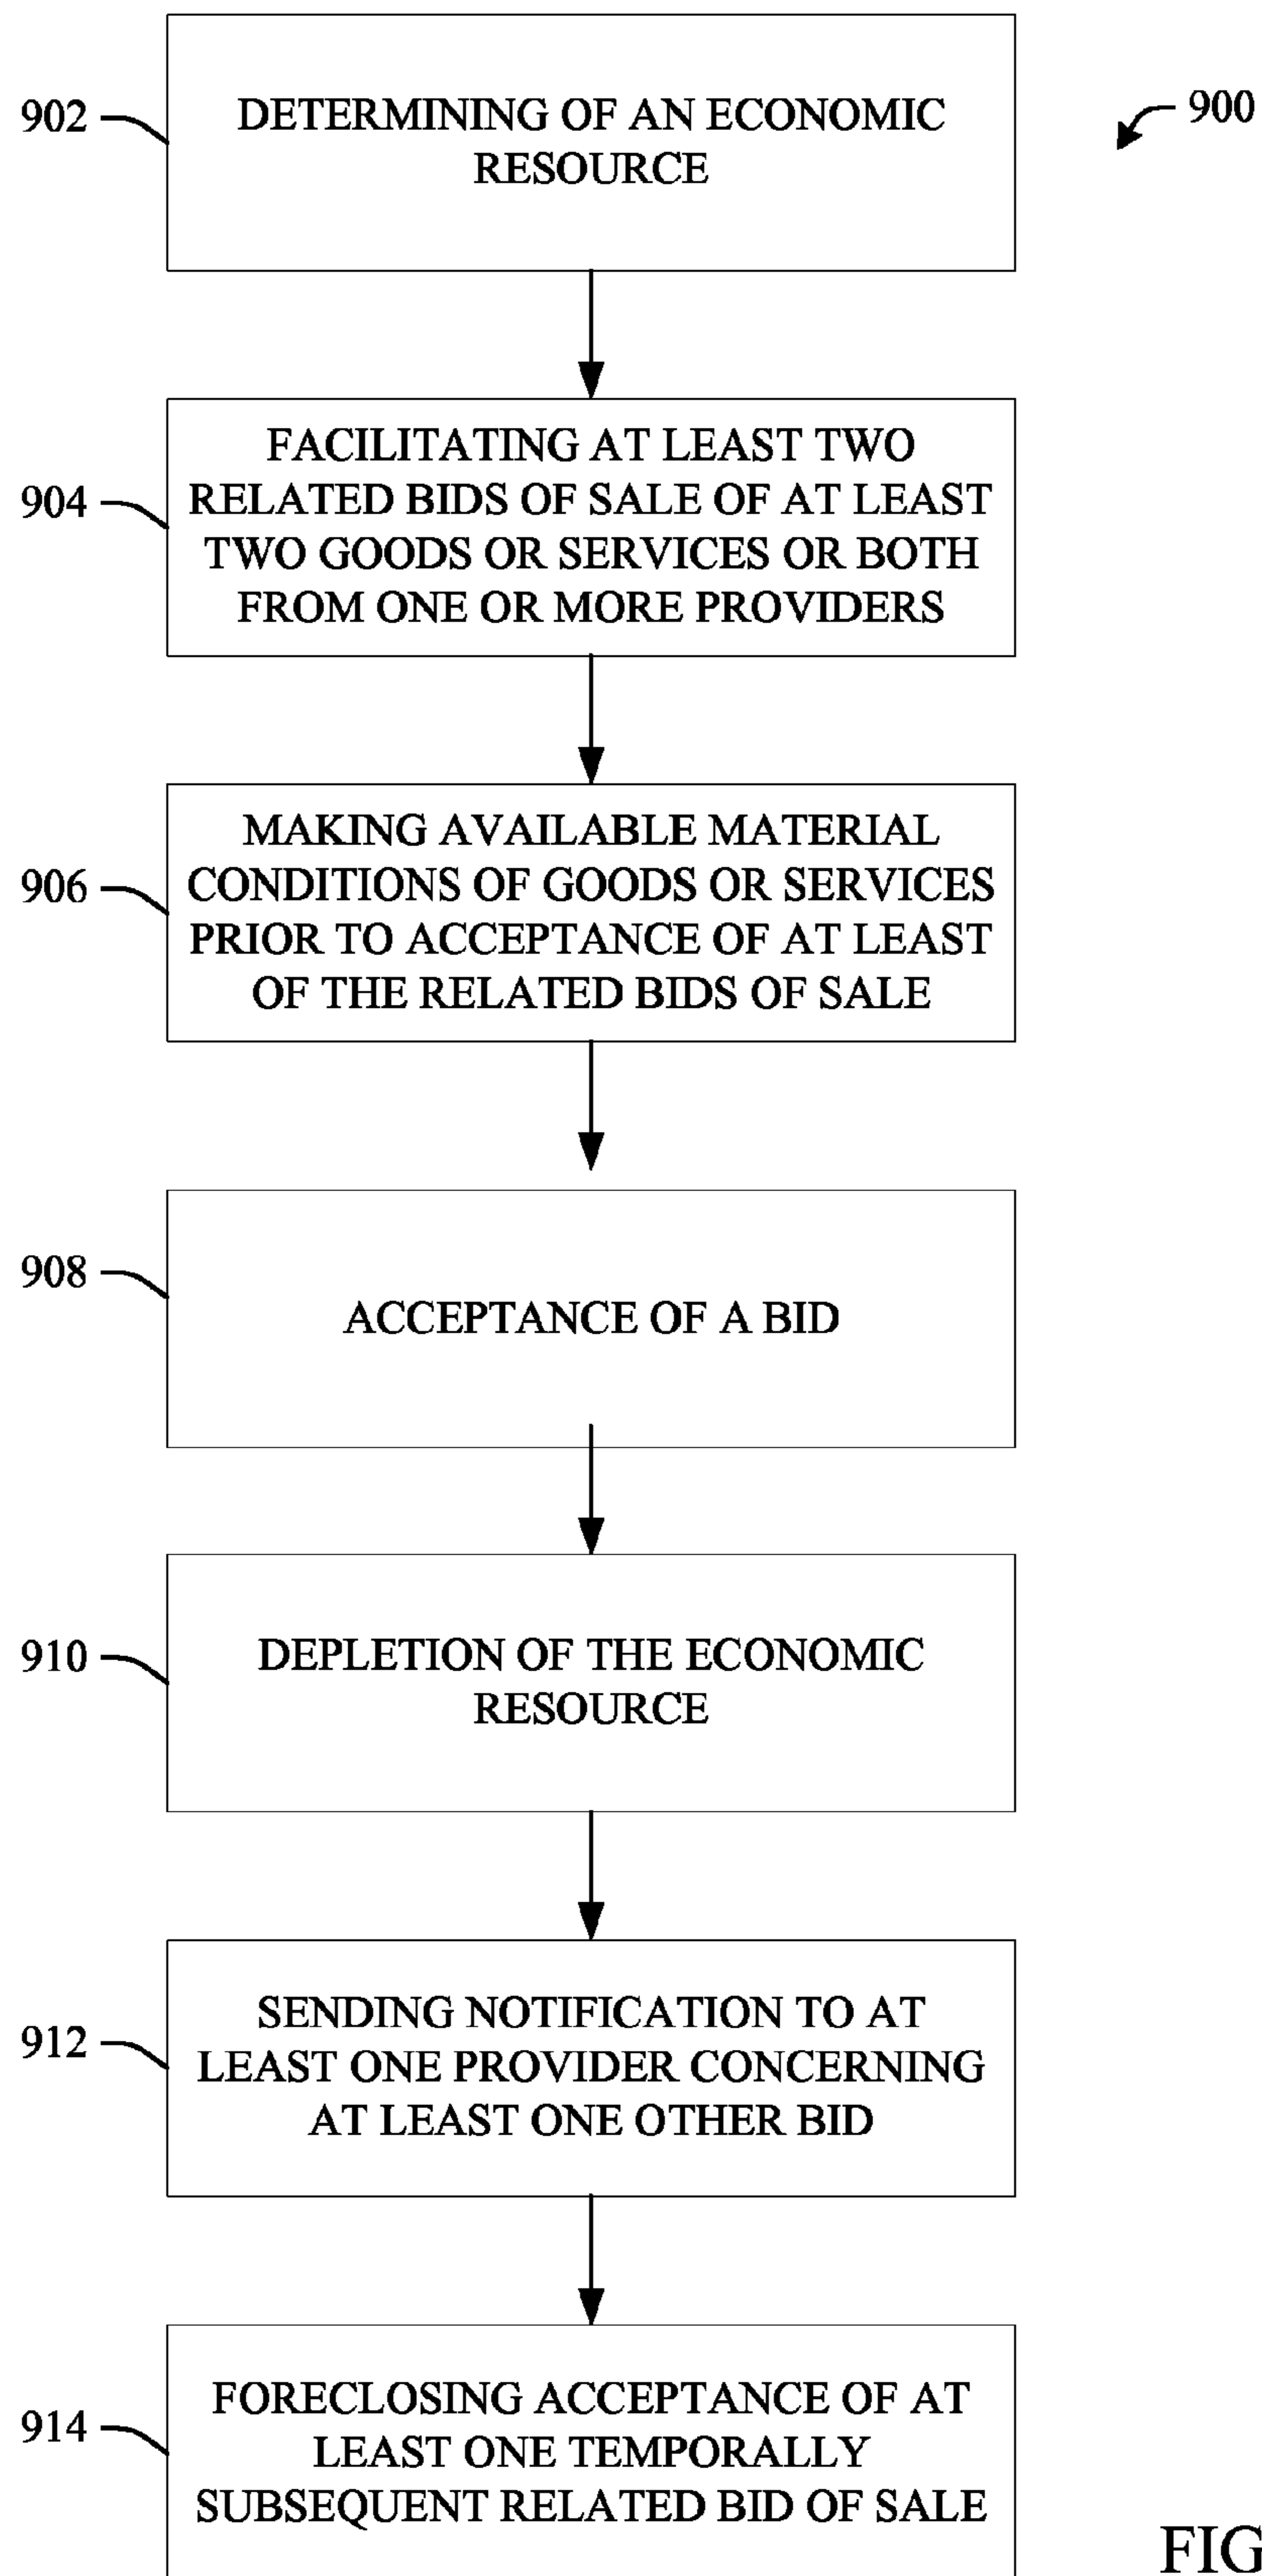 900
902
DETERMINING OF AN ECONOMIC
RESOURCE
904
FACILITATING AT LEAST TWO
RELATED BIDS OF SALE OF AT LEAST
TWO GOODS OR SERVICES OR BOTH
FROM ONE OR MORE PROVIDERS
906
MAKING AVAILABLE MATERIAL
CONDITIONS OF GOODS OR SERVICES
PRIOR TO ACCEPTANCE OF AT LEAST
OF THE RELATED BIDS OF SALE
908
ACCEPTANCE OF A BID
910
DEPLETION OF THE ECONOMIC
RESOURCE
912
SENDING NOTIFICATION TO AT
LEAST ONE PROVIDER CONCERNING
AT LEAST ONE OTHER BID
914
FORECLOSING ACCEPTANCE OF AT
LEAST ONE TEMPORALLY
SUBSEQUENT RELATED BID OF SALE
FIG